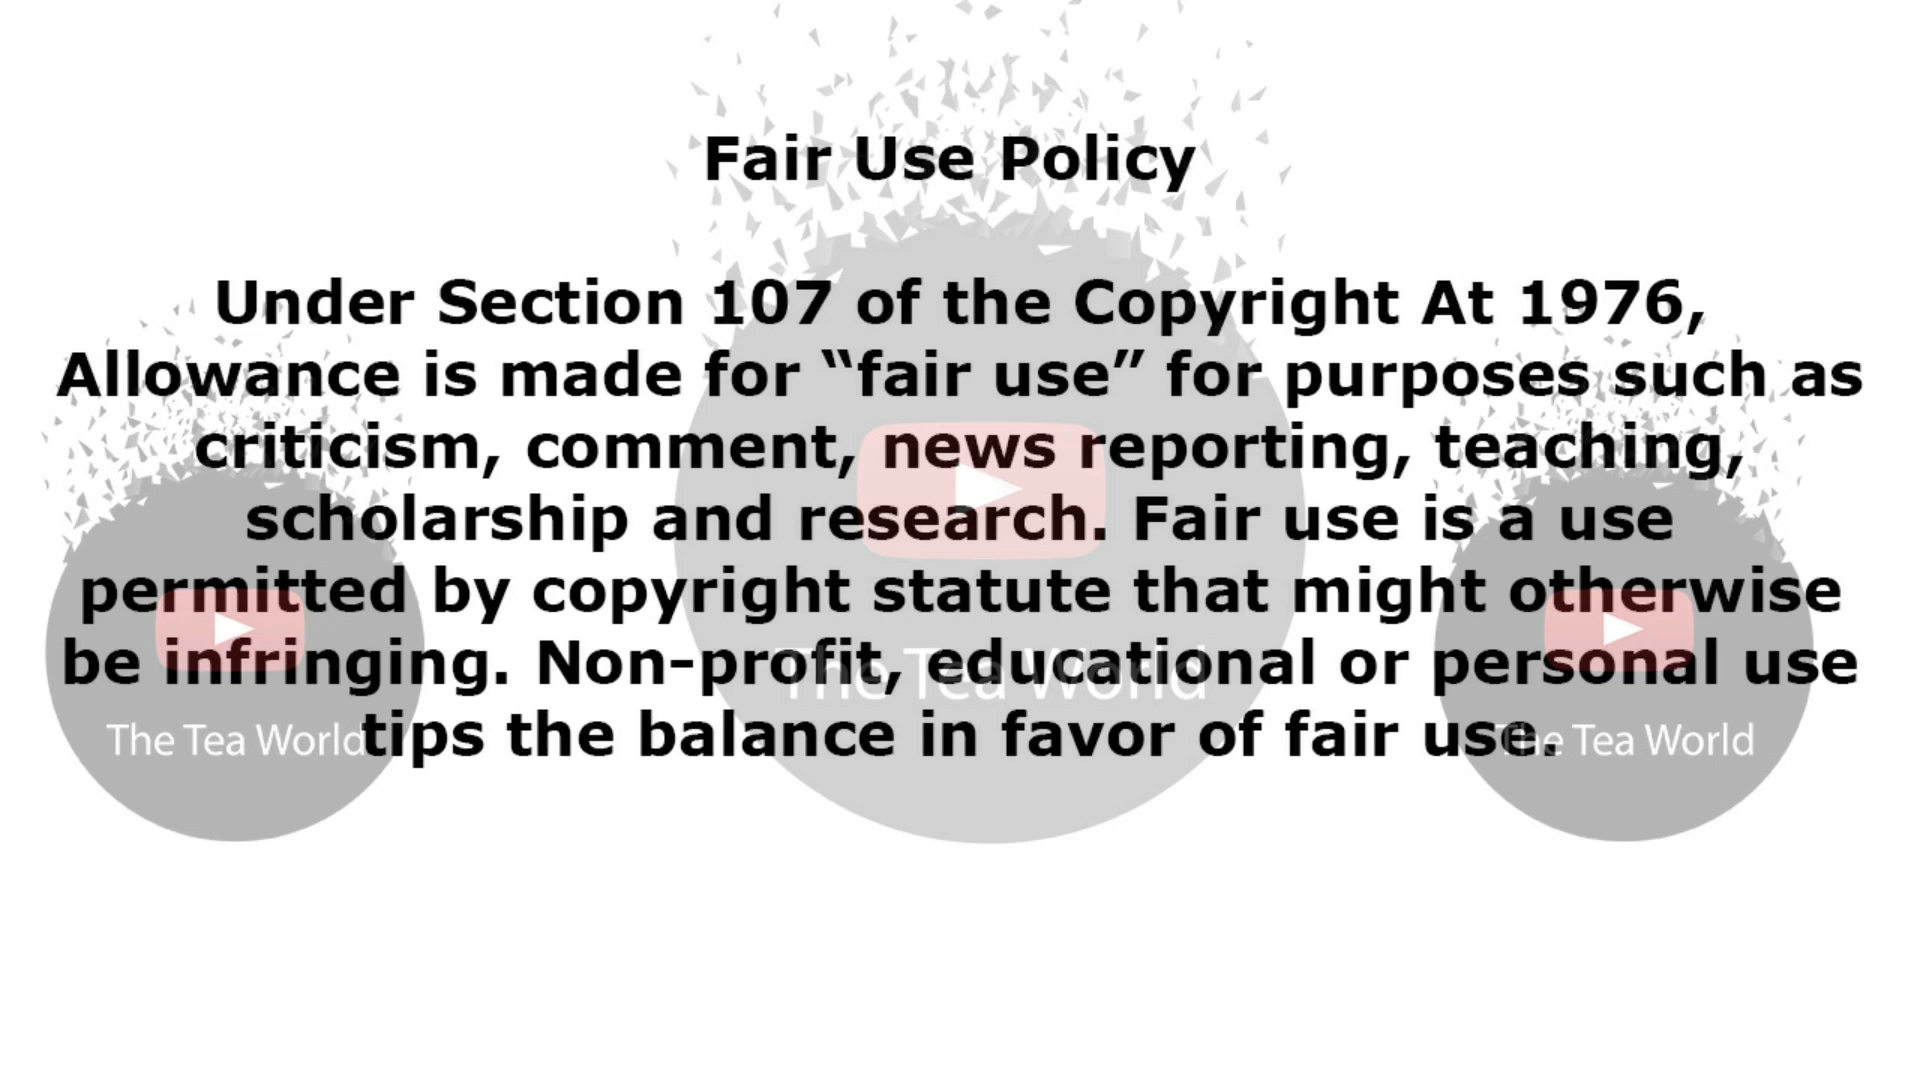 Fair Use Policy
Under Section 107 of the Copyright At 1976,
Allowance is made for “fair use” for purposes such as
criticism, comment, news reporting, teaching,
scholarship and research. Fair use is a use
permitted by copyright statute that might otherwise
be infringing. Non-profit, educational or personal use
tips the balance in favor of fair use.
The Tea World
The Tea World
The Tea World